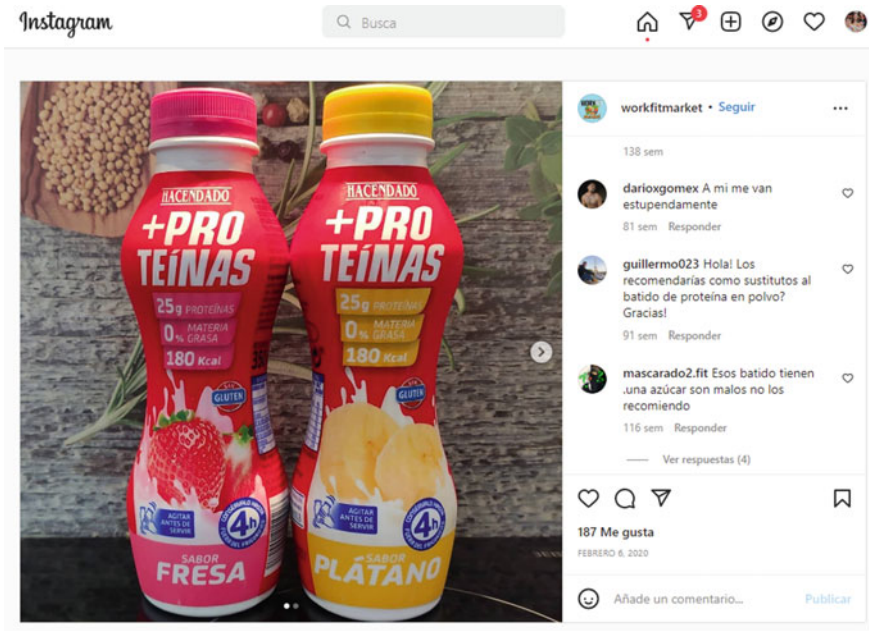 Instagram
Busca
3
HACENDADO
+PRO
TEÍNAS
25g PROTEÍNAS
0% MATERIA
GRASA
180 Kcal
SIN
GLUTEN
AGITAR
ANTES DE
SERVIR
4h
SABOR
FRESA
HACENDADO
+PRO
TEÍNAS
25g PROTEÍNAS
0% MATERIA
GRASA
180 Kcal
SIN
GLUTEN
AGITAR
ANTES DE
SERVIR
4h
SABOR
PLÁTANO
workfitmarket • Seguir
138 sem
darioxgomex A mi me van
estupendamente
81 sem Responder
guillermo023 Hola! Los
recomendarías como sustitutos al
batido de proteína en polvo?
Gracias!
91 sem Responder
mascarado2.fit Esos batido tienen
.una azúcar son malos no los
recomiendo
116 sem Responder
Ver respuestas (4)
187 Me gusta
FEBRERO 6, 2020
Añade un comentario...
Publicar